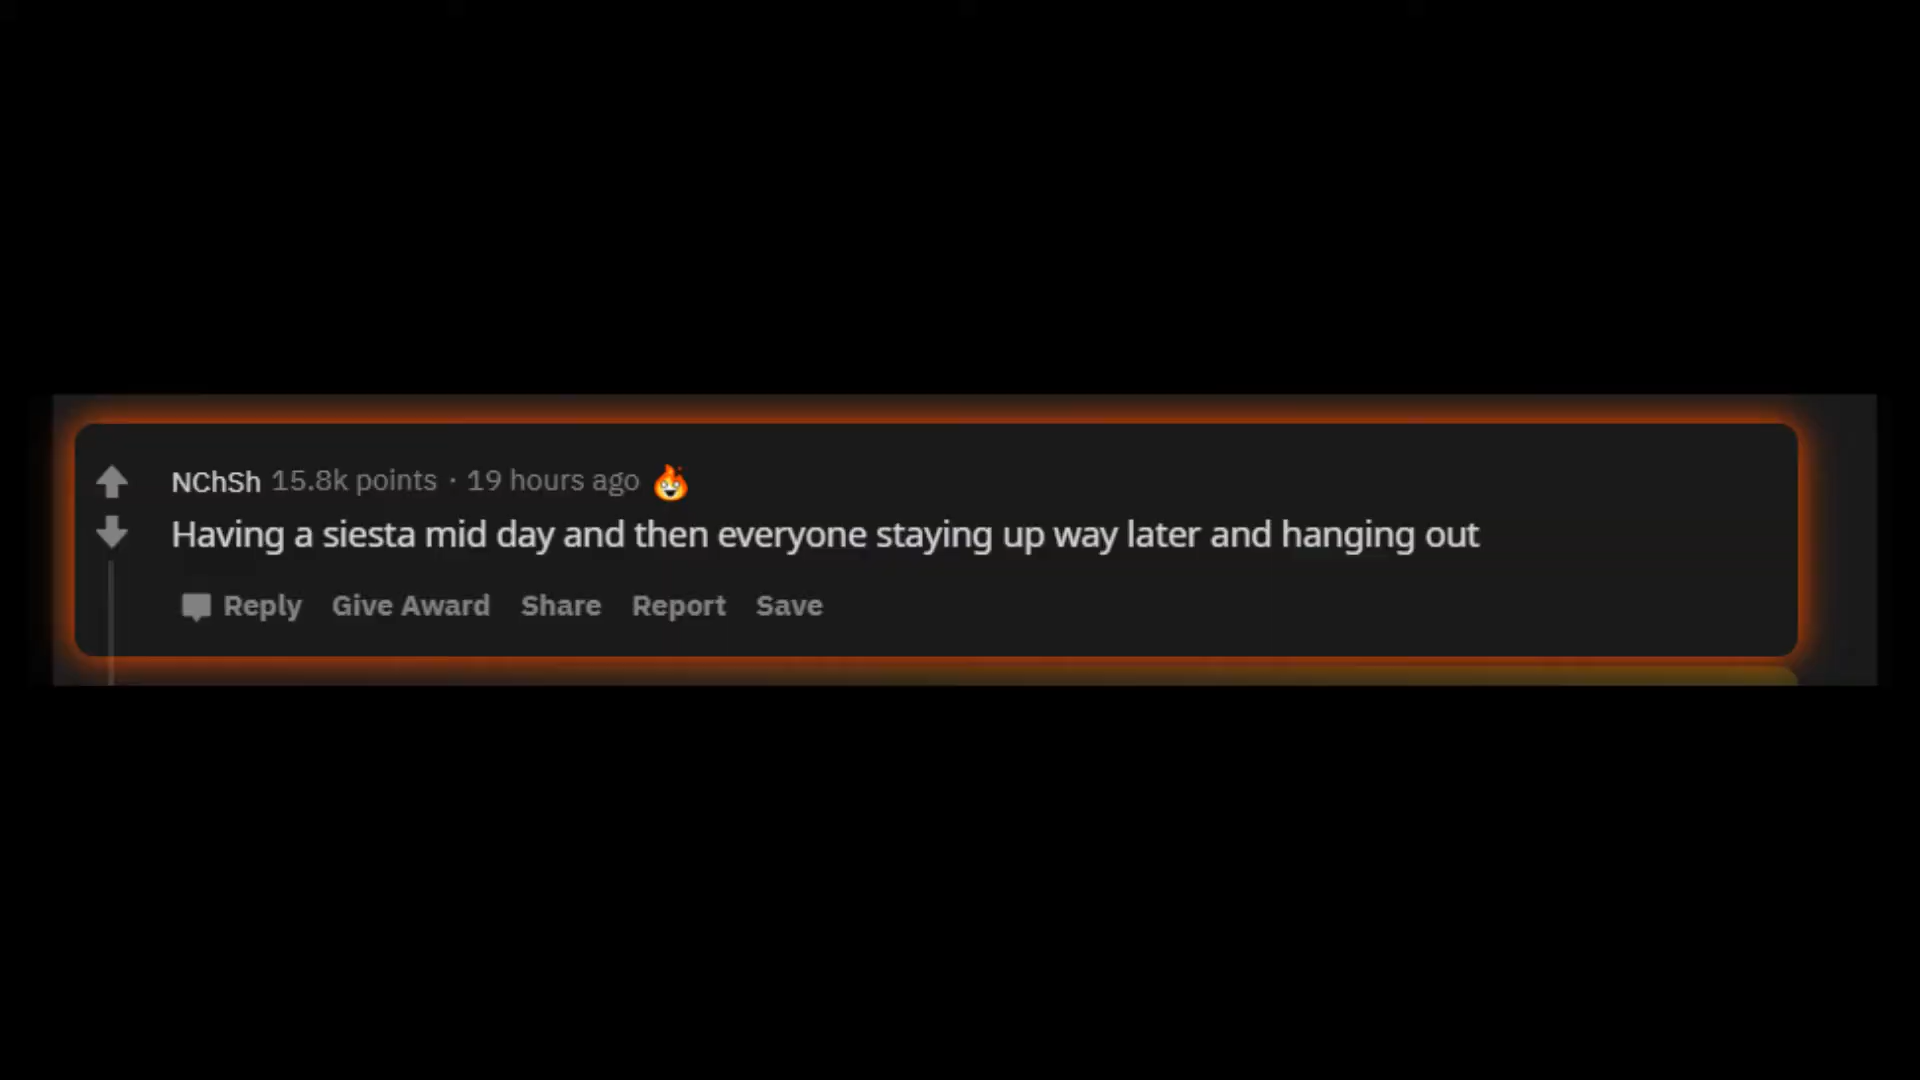 NChSh 15.8k points · 19 hours ago
Having a siesta mid day and then everyone staying up way later and hanging out
Reply Give Award Share Report Save